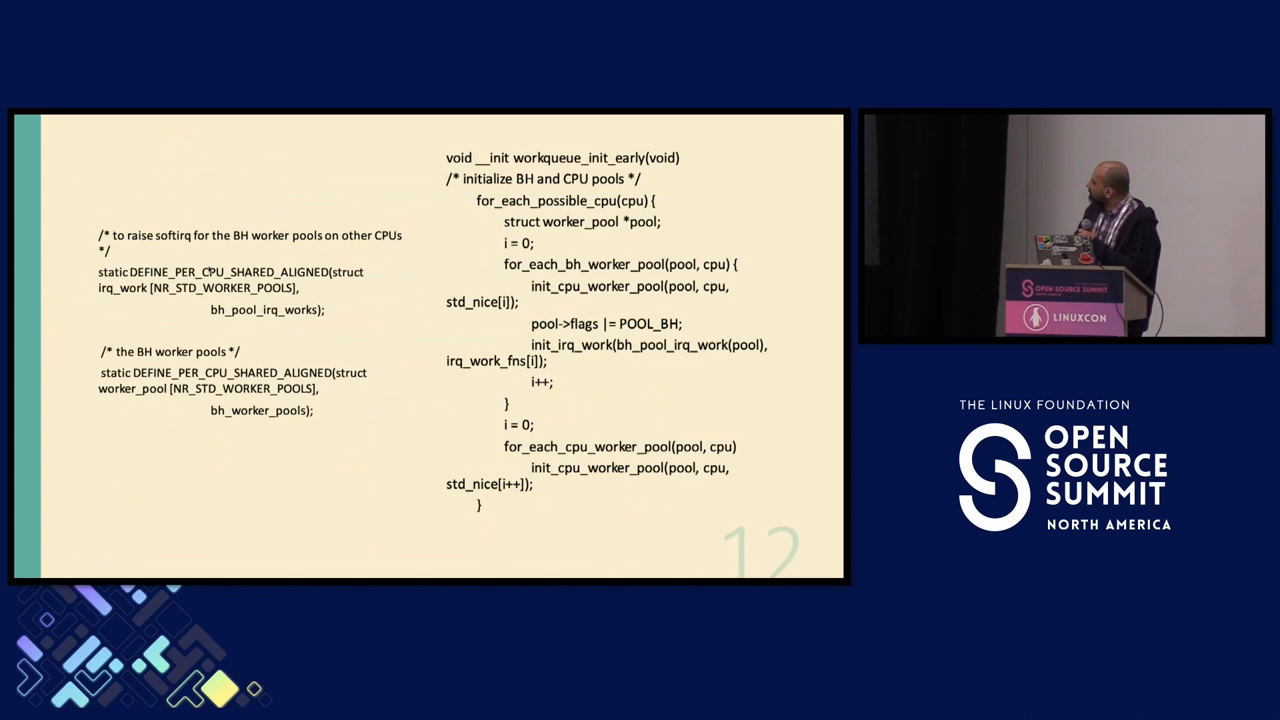 /* to raise softirq for the BH worker pools on other CPUs
*/
static DEFINE_PER_CPU_SHARED_ALIGNED(struct
irq_work [NR_STD_WORKER_POOLS],
bh_pool_irq_works);
/* the BH worker pools */
static DEFINE_PER_CPU_SHARED_ALIGNED(struct
worker_pool [NR_STD_WORKER_POOLS],
bh_worker_pools);
void __init workqueue_init_early(void)
/* initialize BH and CPU pools */
for_each_possible_cpu(cpu) {
struct worker_pool *pool;
i = 0;
for_each_bh_worker_pool(pool, cpu) {
init_cpu_worker_pool(pool, cpu,
std_nice[i]);
pool->flags |= POOL_BH;
init_irq_work(bh_pool_irq_work(pool),
irq_work_fns[i]);
i++;
}
i = 0;
for_each_cpu_worker_pool(pool, cpu)
init_cpu_worker_pool(pool, cpu,
std_nice[i++]);
}
12
OPEN SOURCE SUMMIT
LINUXCON
THE LINUX FOUNDATION
OPEN
SOURCE
SUMMIT
NORTH AMERICA